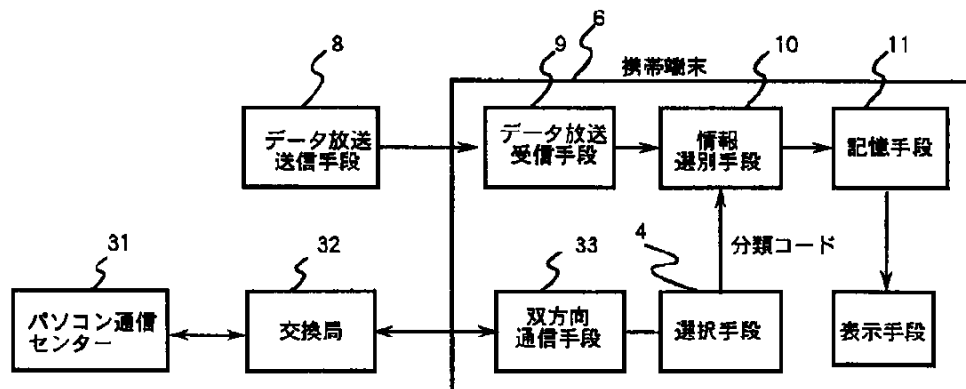 6
8
9
10
11
携帯端末
データ放送
送信手段
データ放送
受信手段
情報
選別手段
記憶手段
31
32
33
4
分類コード
パソコン通信
センター
交換局
双方向
通信手段
選択手段
表示手段